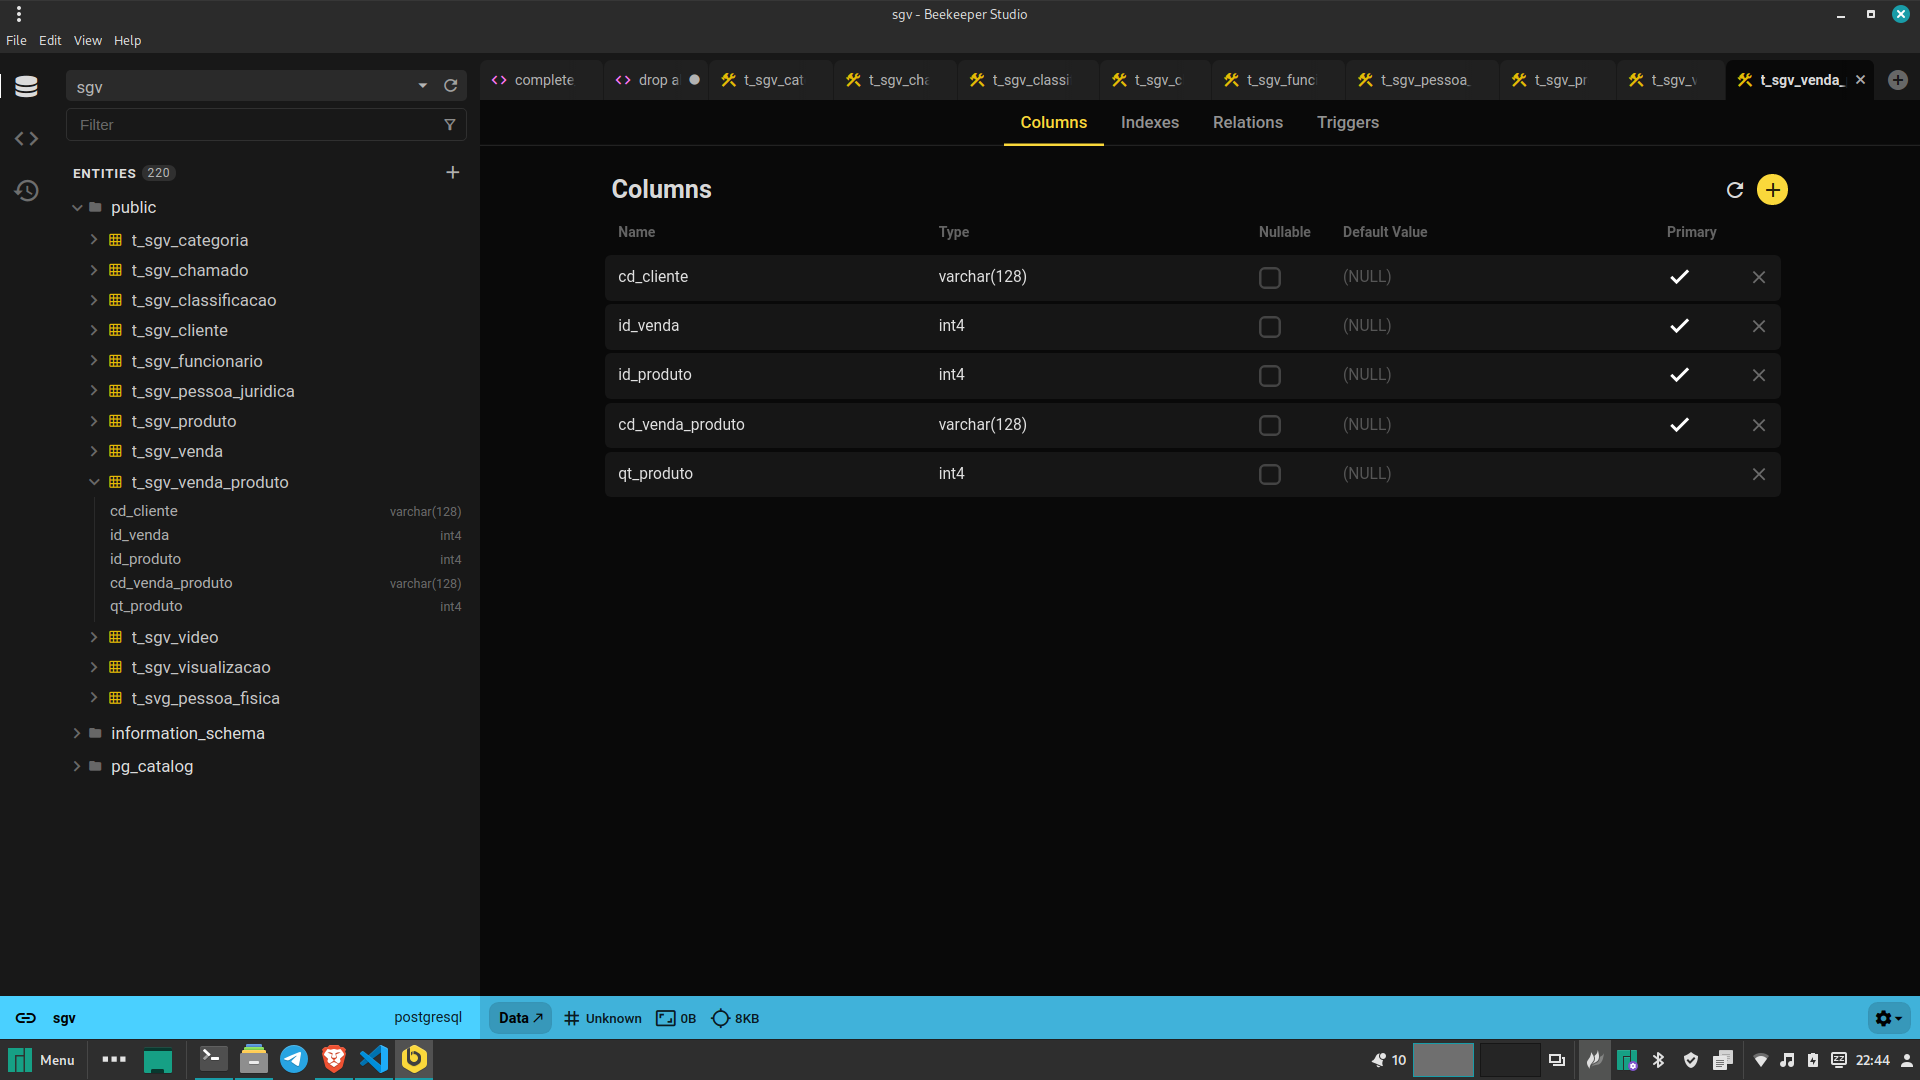 sgv - Beekeeper Studio
File Edit View Help
sgv
Filter
ENTITIES 220
public
t_sgv_categoria
t_sgv_chamado
t_sgv_classificacao
t_sgv_cliente
t_sgv_funcionario
t_sgv_pessoa_juridica
t_sgv_produto
t_sgv_venda
t_sgv_venda_produto
cd_cliente varchar(128)
id_venda int4
id_produto int4
cd_venda_produto varchar(128)
qt_produto int4
t_sgv_video
t_sgv_visualizacao
t_svg_pessoa_fisica
information_schema
pg_catalog
complete drop a t_sgv_cat t_sgv_cha t_sgv_classi t_sgv_c t_sgv_func t_sgv_pessoa_ t_sgv_pr t_sgv_v t_sgv_venda_
Columns Indexes Relations Triggers
Columns
Name Type Nullable Default Value Primary
cd_cliente varchar(128) (NULL)
id_venda int4 (NULL)
id_produto int4 (NULL)
cd_venda_produto varchar(128) (NULL)
qt_produto int4 (NULL)
sgv postgresql Data Unknown 0B 8KB
Menu 10 22:44